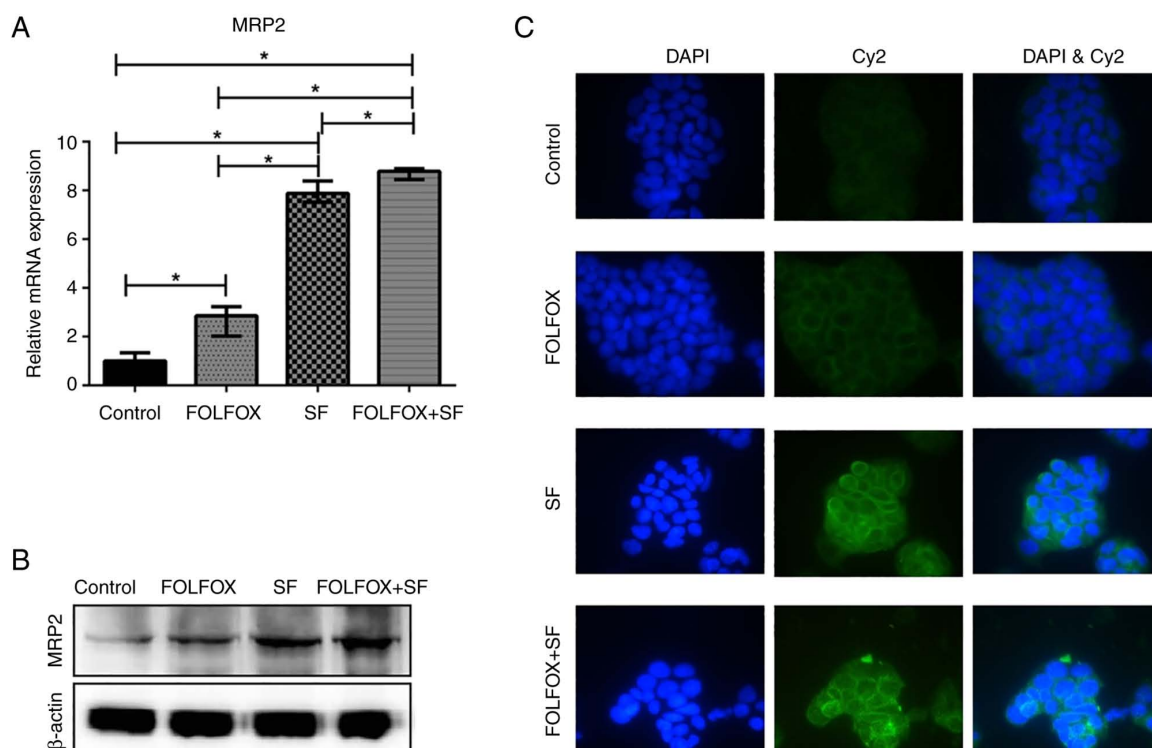 A
MRP2
*
*
*
*
*
*
10
8
6
4
2
0
Relative mRNA expression
Control FOLFOX SF FOLFOX+SF
B
Control FOLFOX SF FOLFOX+SF
MRP2
β-actin
C
DAPI Cy2 DAPI & Cy2
Control
FOLFOX
SF
FOLFOX+SF